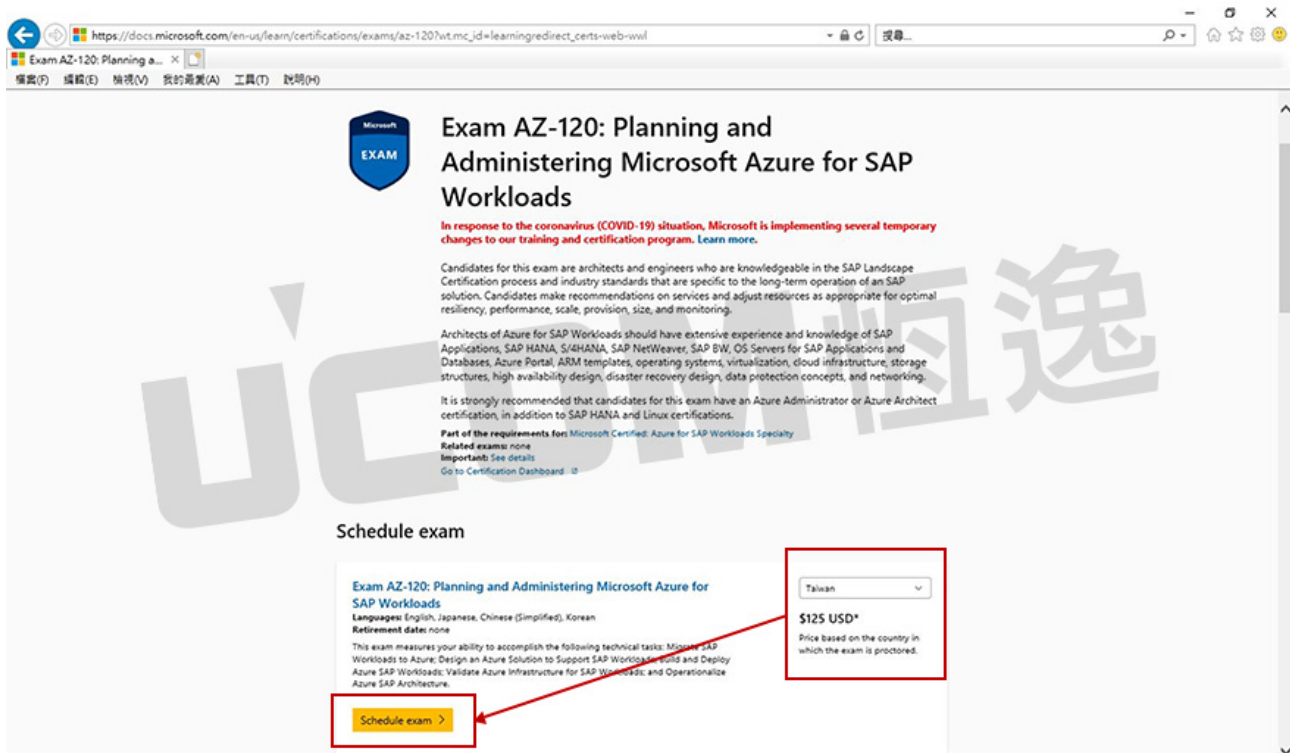 https://docs.microsoft.com/en-us/learn/certifications/exams/az-120?wt.mc_id=learningredirect_certs-web-wwl
搜尋...
Exam AZ-120: Planning a...
檔案(F) 編輯(E) 檢視(V) 我的最愛(A) 工具(T) 說明(H)
Microsoft
EXAM
Exam AZ-120: Planning and
Administering Microsoft Azure for SAP
Workloads
In response to the coronavirus (COVID-19) situation, Microsoft is implementing several temporary
changes to our training and certification program. Learn more.
Candidates for this exam are architects and engineers who are knowledgeable in the SAP Landscape
Certification process and industry standards that are specific to the long-term operation of an SAP
solution. Candidates make recommendations on services and adjust resources as appropriate for optimal
resiliency, performance, scale, provision, size, and monitoring.
Architects of Azure for SAP Workloads should have extensive experience and knowledge of SAP
Applications, SAP HANA, S/4HANA, SAP NetWeaver, SAP BW, OS Servers for SAP Applications and
Databases, Azure Portal, ARM templates, operating systems, virtualization, cloud infrastructure, storage
structures, high availability design, disaster recovery design, data protection concepts, and networking.
It is strongly recommended that candidates for this exam have an Azure Administrator or Azure Architect
certification, in addition to SAP HANA and Linux certifications.
Part of the requirements for: Microsoft Certified: Azure for SAP Workloads Specialty
Related exams: none
Important: See details
Go to Certification Dashboard
UCOM恆逸
Schedule exam
Exam AZ-120: Planning and Administering Microsoft Azure for
SAP Workloads
Languages: English, Japanese, Chinese (Simplified), Korean
Retirement date: none
This exam measures your ability to accomplish the following technical tasks: Migrate SAP
Workloads to Azure; Design an Azure Solution to Support SAP Workloads; Build and Deploy
Azure SAP Workloads; Validate Azure Infrastructure for SAP Workloads; and Operationalize
Azure SAP Architecture.
Schedule exam
Taiwan
$125 USD*
Price based on the country in
which the exam is proctored.